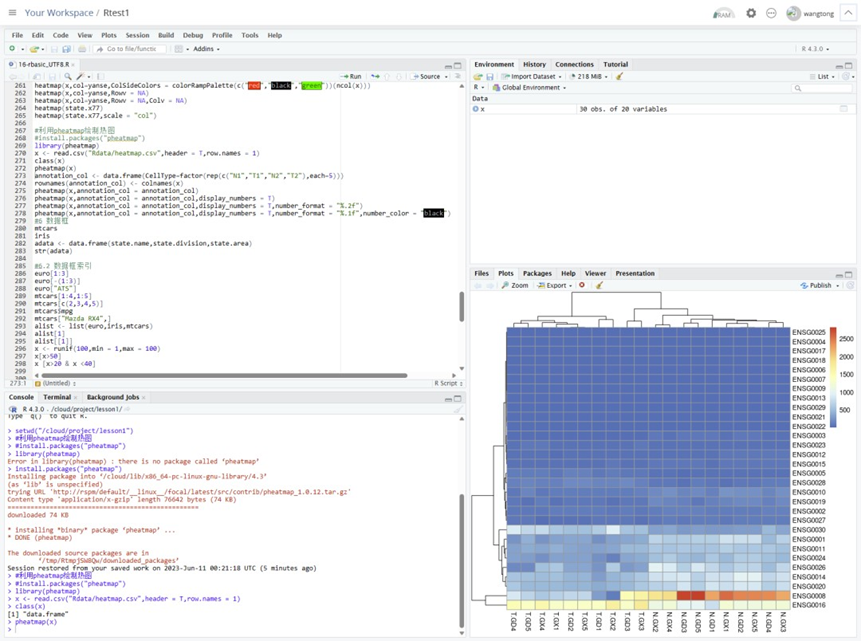 Your Workspace / Rtest1
RAM
wangtong
File Edit Code View Plots Session Build Debug Profile Tools Help
Go to file/functio
Addins
R 4.3.0
16-rbasic_UTF8.R
Run
Source
261 heatmap(x,col=yanse,ColSideColors = colorRampPalette(c("red","black","green"))(ncol(x)))
262 heatmap(x,col=yanse,Rowv = NA)
263 heatmap(x,col=yanse,Rowv = NA,Colv = NA)
264 heatmap(state.x77)
265 heatmap(state.x77,scale = "col")
266
267 #利用pheatmap绘制热图
268 #install.packages("pheatmap")
269 library(pheatmap)
270 x <- read.csv("Rdata/heatmap.csv",header = T,row.names = 1)
271 class(x)
272 pheatmap(x)
273 annotation_col <- data.frame(CellType=factor(rep(c("N1","T1","N2","T2"),each=5)))
274 rownames(annotation_col) <- colnames(x)
275 pheatmap(x,annotation_col = annotation_col)
276 pheatmap(x,annotation_col = annotation_col,display_numbers = T)
277 pheatmap(x,annotation_col = annotation_col,display_numbers = T,number_format = "%.2f")
278 pheatmap(x,annotation_col = annotation_col,display_numbers = T,number_format = "%.1f",number_color = "black")
279 #6 数据框
280 mtcars
281 iris
282 adata <- data.frame(state.name,state.division,state.area)
283 str(adata)
284
285 #6.2 数据框索引
286 euro[1:3]
287 euro[-(1:3)]
288 euro["ATS"]
289 mtcars[1:4,1:5]
290 mtcars[c(2,3,4,5)]
291 mtcars$mpg
292 mtcars["Mazda RX4",]
293 alist <- list(euro,iris,mtcars)
294 alist[1]
295 alist[[1]]
296 x <- runif(100,min = 1,max = 100)
297 x[x>50]
298 x [x>20 & x <40]
299
273:1 (Untitled) R Script
Console Terminal Background Jobs
R 4.3.0 · /cloud/project/lesson1/
Type 'q()' to quit R.
> setwd("/cloud/project/lesson1")
> #利用pheatmap绘制热图
> #install.packages("pheatmap")
> library(pheatmap)
Error in library(pheatmap) : there is no package called ‘pheatmap’
> install.packages("pheatmap")
Installing package into ‘/cloud/lib/x86_64-pc-linux-gnu-library/4.3’
(as ‘lib’ is unspecified)
trying URL 'http://rspm/default/__linux__/focal/latest/src/contrib/pheatmap_1.0.12.tar.gz'
Content type 'application/x-gzip' length 76642 bytes (74 KB)
==================================================
downloaded 74 KB
* installing *binary* package ‘pheatmap’ ...
* DONE (pheatmap)
The downloaded source packages are in
‘/tmp/RtmpjSW8Qw/downloaded_packages’
Session restored from your saved work on 2023-Jun-11 00:21:18 UTC (5 minutes ago)
> #利用pheatmap绘制热图
> #install.packages("pheatmap")
> library(pheatmap)
> x <- read.csv("Rdata/heatmap.csv",header = T,row.names = 1)
> class(x)
[1] "data.frame"
> pheatmap(x)
>
Environment History Connections Tutorial
Import Dataset 218 MiB List
R Global Environment
Data
x 30 obs. of 20 variables
Files Plots Packages Help Viewer Presentation
Zoom Export Publish
ENSG0025
ENSG0004
ENSG0017
ENSG0018
ENSG0006
ENSG0007
ENSG0009
ENSG0013
ENSG0029
ENSG0021
ENSG0022
ENSG0003
ENSG0023
ENSG0012
ENSG0015
ENSG0005
ENSG0028
ENSG0010
ENSG0019
ENSG0002
ENSG0027
ENSG0030
ENSG0001
ENSG0011
ENSG0024
ENSG0026
ENSG0014
ENSG0020
ENSG0008
ENSG0016
2500
2000
1500
1000
500